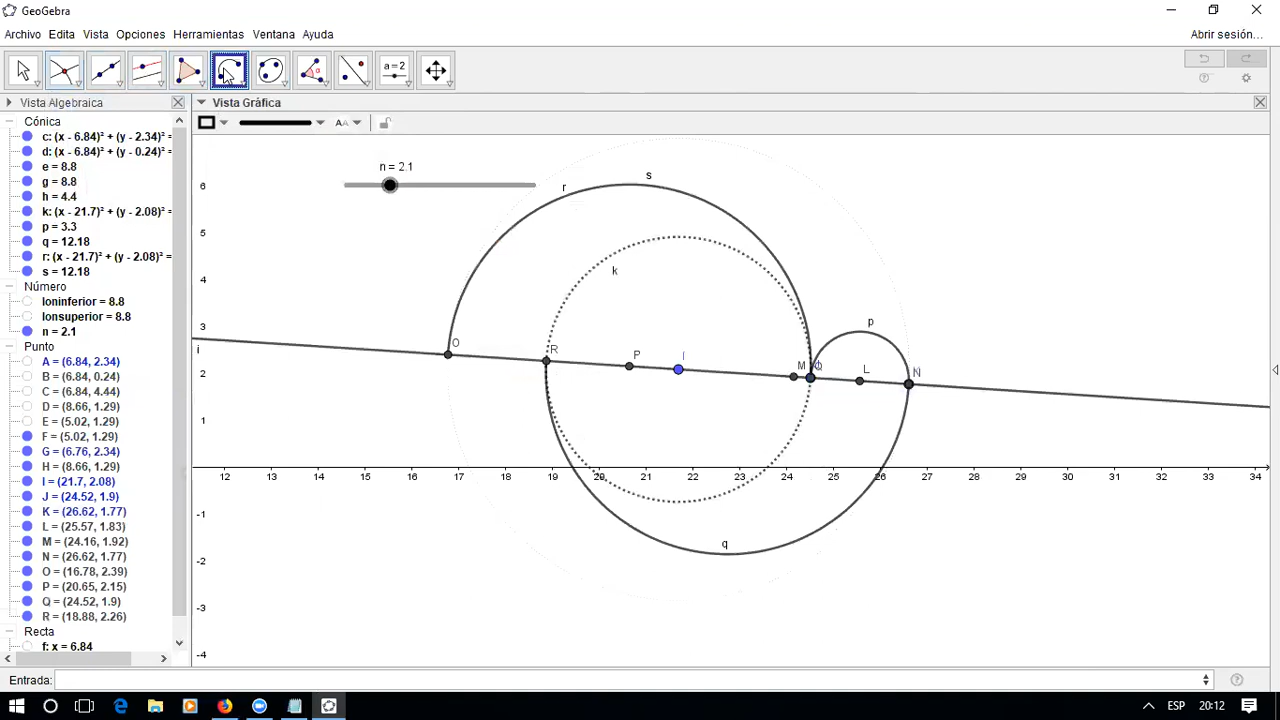 GeoGebra
Archivo Edita Vista Opciones Herramientas Ventana Ayuda
Abrir sesión...
a = 2
Vista Algebraica
Vista Gráfica
AA
Cónica
c: (x - 6.84)² + (y - 2.34)² =
d: (x - 6.84)² + (y - 0.24)² =
e = 8.8
g = 8.8
h = 4.4
k: (x - 21.7)² + (y - 2.08)² =
p = 3.3
q = 12.18
r: (x - 21.7)² + (y - 2.08)² =
s = 12.18
Número
loninferior = 8.8
lonsuperior = 8.8
n = 2.1
Punto
A = (6.84, 2.34)
B = (6.84, 0.24)
C = (6.84, 4.44)
D = (8.66, 1.29)
E = (5.02, 1.29)
F = (5.02, 1.29)
G = (6.76, 2.34)
H = (8.66, 1.29)
I = (21.7, 2.08)
J = (24.52, 1.9)
K = (26.62, 1.77)
L = (25.57, 1.83)
M = (24.16, 1.92)
N = (26.62, 1.77)
O = (16.78, 2.39)
P = (20.65, 2.15)
Q = (24.52, 1.9)
R = (18.88, 2.26)
Recta
f: x = 6.84
n = 2.1
r
s
k
p
q
i
O
R
P
I
M
L
6
5
4
3
2
1
-1
-2
-3
-4
12 13 14 15 16 17 18 19 20 21 22 23 24 25 26 27 28 29 30 31 32 33 34
Entrada:
ESP 20:12